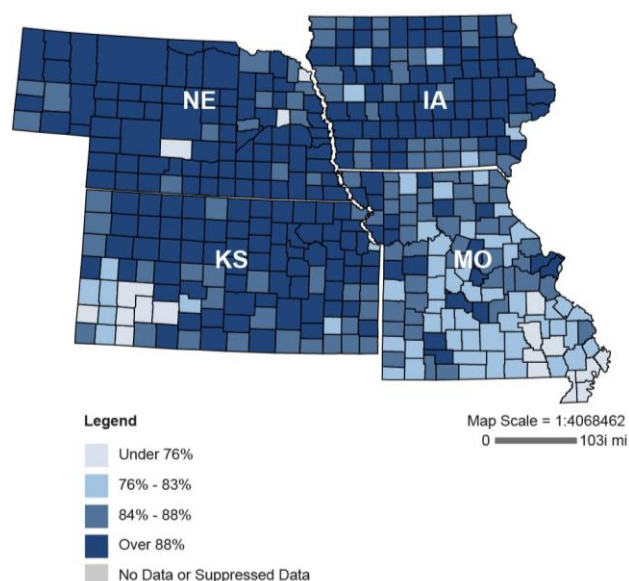 NE
IA
KS
MO
Legend
Under 76%
76% - 83%
84% - 88%
Over 88%
No Data or Suppressed Data
Map Scale = 1:4068462
0 103i mi